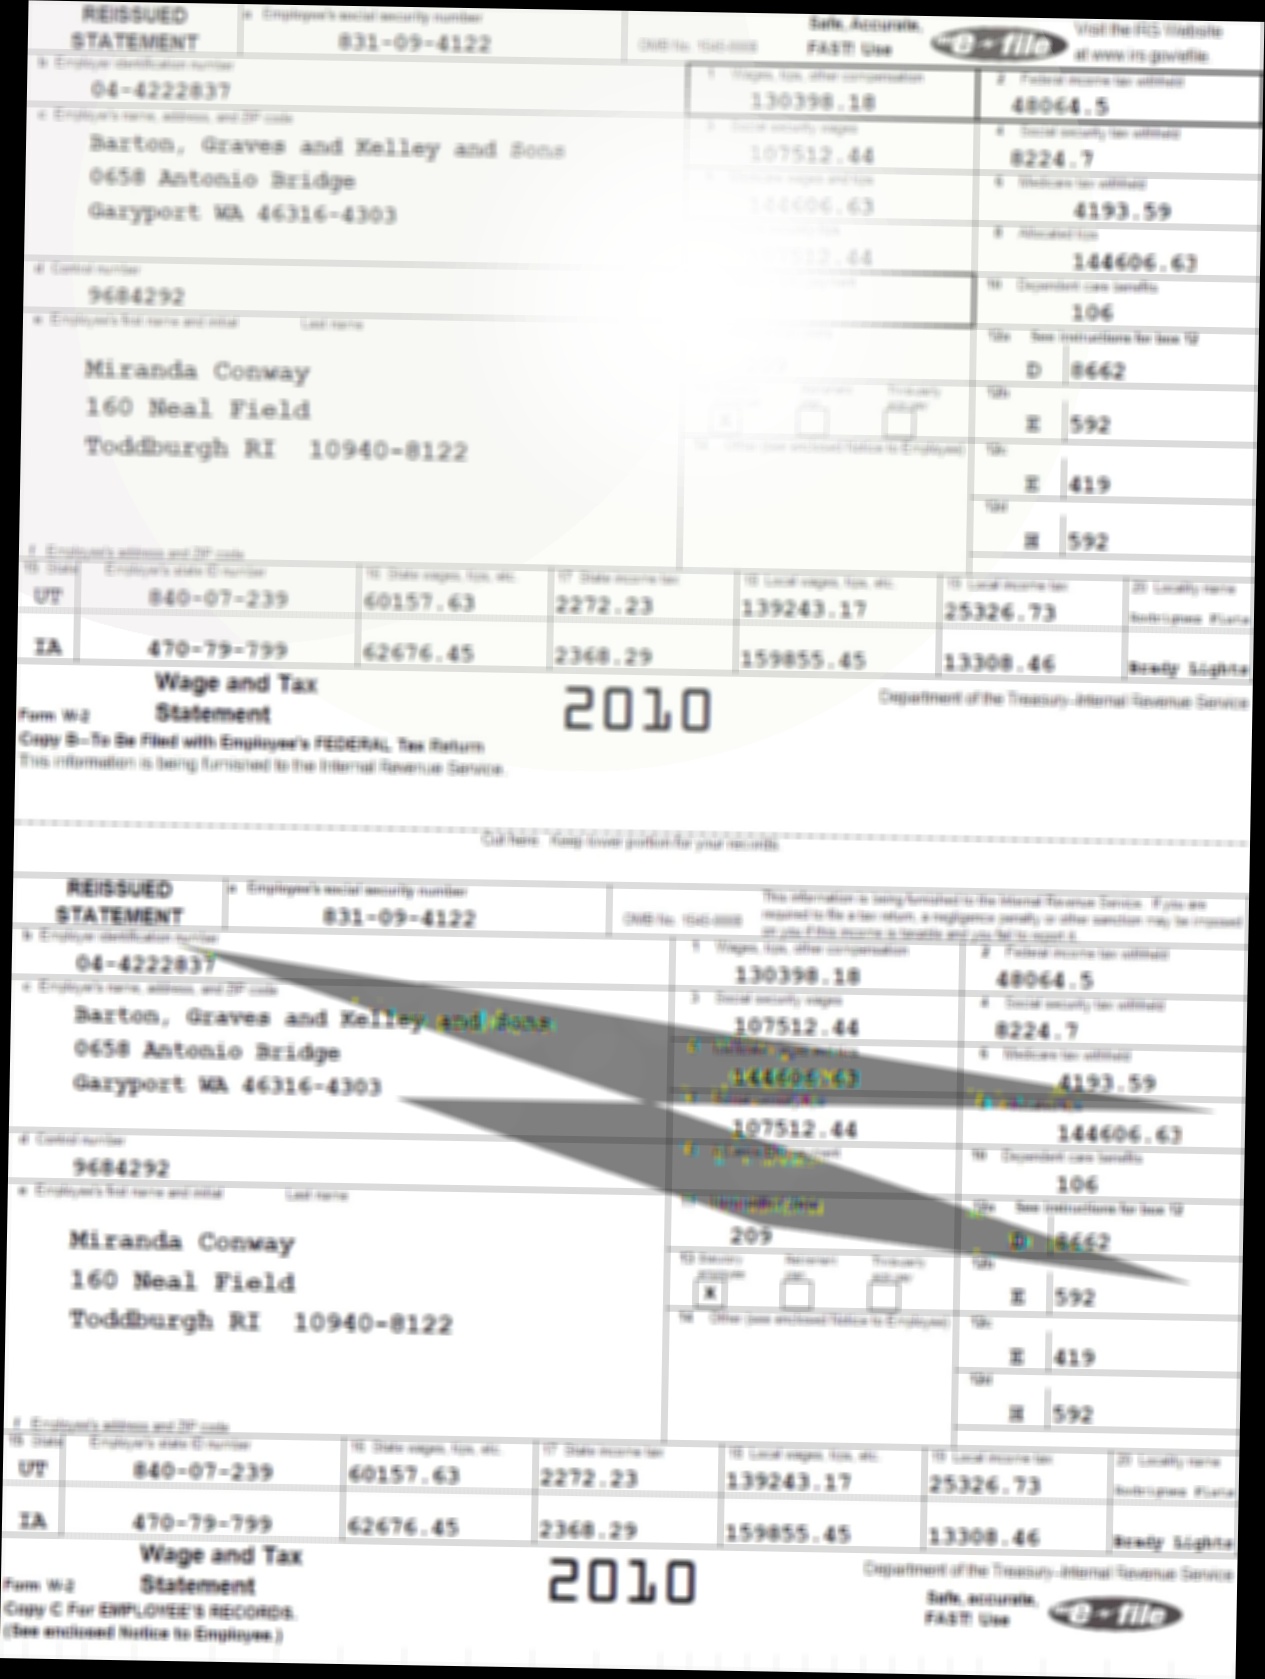 REISSUED STATEMENT
a Employee's social security number
831-09-4122
OMB No. 1545-0008
Safe, Accurate, FAST! Use
e-file
Visit the IRS Website at www.irs.gov/efile.
b Employer identification number
04-4222837
1 Wages, tips, other compensation
130398.18
2 Federal income tax withheld
48064.5
c Employer's name, address, and ZIP code
Barton, Graves and Kelley and Sons
0658 Antonio Bridge
Garyport WA 46316-4303
3 Social security wages
107512.44
4 Social security tax withheld
8224.7
144606.63
6 Medicare tax withheld
4193.59
8 Allocated tips
144606.63
d Control number
9684292
10 Dependent care benefits
106
e Employee's first name and initial
Last name
Miranda Conway
160 Neal Field
Toddburgh RI 10940-8122
12a See instructions for box 12
D 8662
12b
E 592
14 Other (see enclosed Notice to Employee)
12c
E 419
12d
H 592
f Employee's address and ZIP code
15 State
Employer's state ID number
16 State wages, tips, etc.
17 State income tax
18 Local wages, tips, etc.
19 Local income tax
20 Locality name
UT 840-07-239 60157.63 2272.23 139243.17 25326.73
IA 470-79-799 62676.45 2368.29 159855.45 13308.46 Brady Lights
Form W-2
Wage and Tax Statement
2010
Department of the Treasury-Internal Revenue Service
Copy B-To Be Filed with Employee's FEDERAL Tax Return
This information is being furnished to the Internal Revenue Service.
Cut here. Keep lower portion for your records.
REISSUED STATEMENT
a Employee's social security number
831-09-4122
OMB No. 1545-0008
This information is being furnished to the Internal Revenue Service. If you are
required to file a tax return, a negligence penalty or other sanction may be imposed
on you if this income is taxable and you fail to report it.
b Employer identification number
04-4222837
1 Wages, tips, other compensation
130398.18
2 Federal income tax withheld
48064.5
c Employer's name, address, and ZIP code
Barton, Graves and Kelley and Sons
0658 Antonio Bridge
Garyport WA 46316-4303
3 Social security wages
107512.44
4 Social security tax withheld
8224.7
144606.63
6 Medicare tax withheld
4193.59
107512.44
144606.63
d Control number
9684292
10 Dependent care benefits
106
e Employee's first name and initial
Last name
Miranda Conway
160 Neal Field
Toddburgh RI 10940-8122
209
12a See instructions for box 12
D 8662
13 Statutory employee
Retirement plan
Third-party sick pay
X
12b
E 592
14 Other (see enclosed Notice to Employee)
12c
E 419
12d
H 592
f Employee's address and ZIP code
15 State
Employer's state ID number
16 State wages, tips, etc.
17 State income tax
18 Local wages, tips, etc.
19 Local income tax
20 Locality name
UT 840-07-239 60157.63 2272.23 139243.17 25326.73
IA 470-79-799 62676.45 2368.29 159855.45 13308.46 Brady Lights
Form W-2
Wage and Tax Statement
2010
Department of the Treasury-Internal Revenue Service
Copy C For EMPLOYEE'S RECORDS.
(See enclosed Notice to Employee.)
Safe, accurate, FAST! Use
e-file